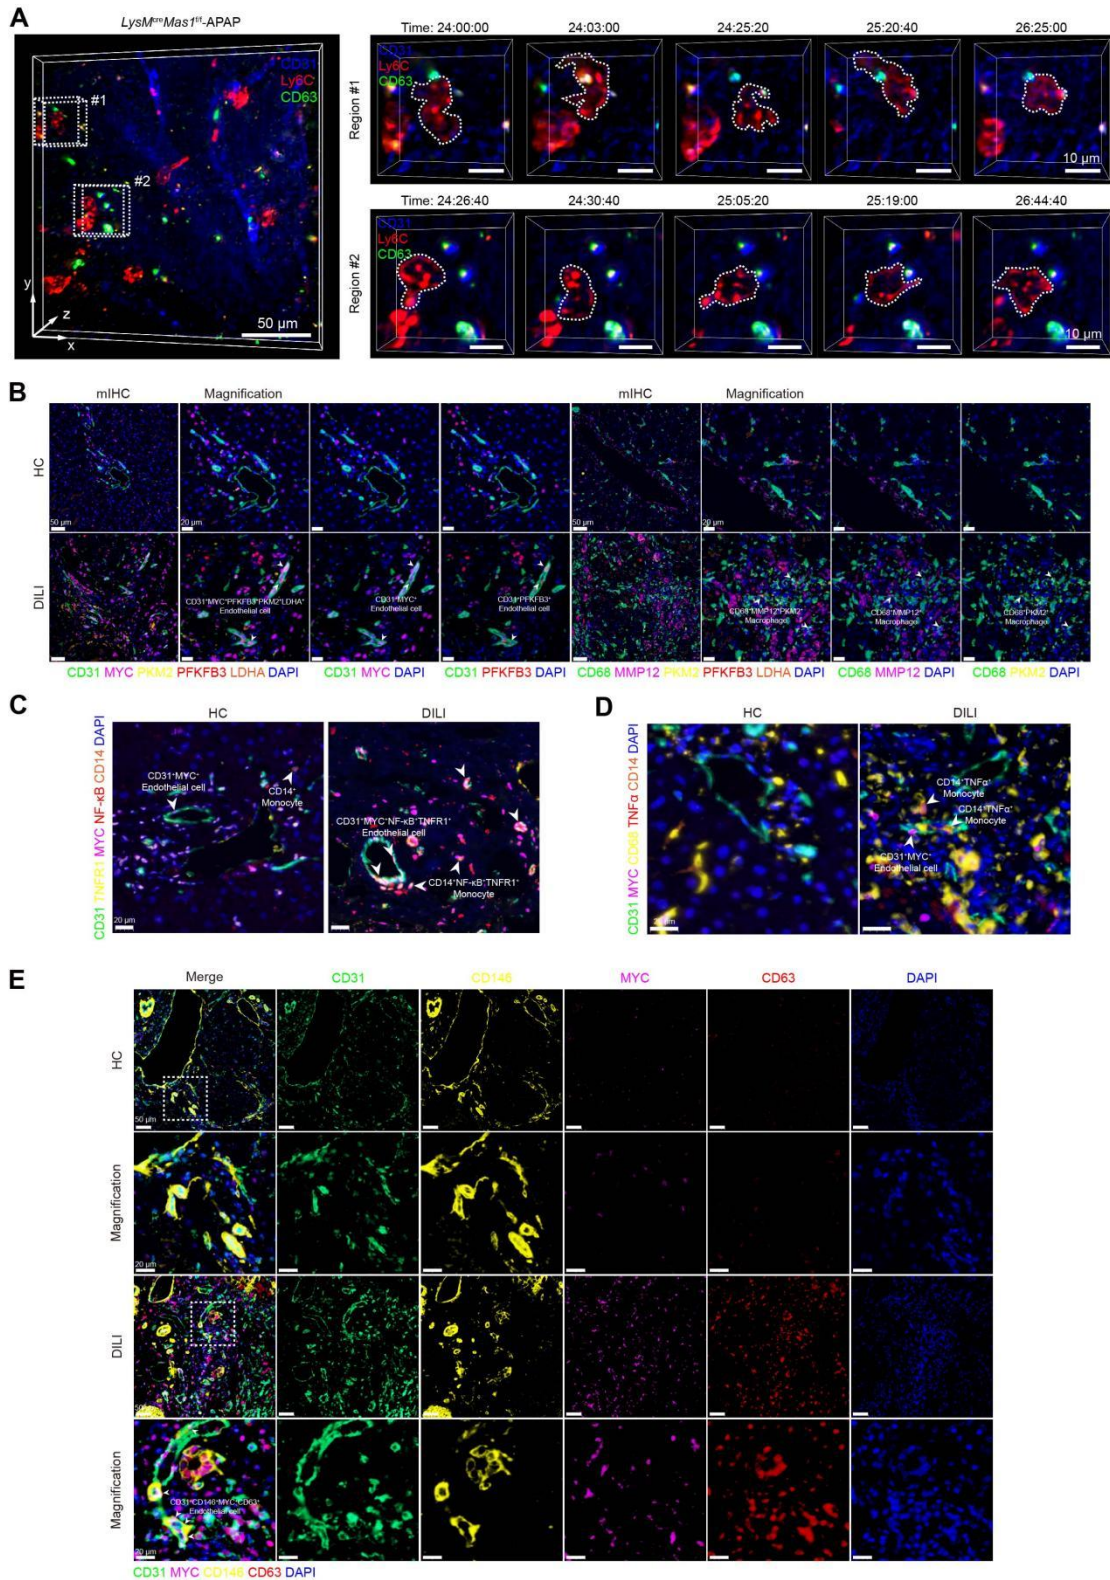 A
LysM^cre Mas1^f/f-APAP
CD31
Ly6C
CD63
#1
#2
y
z
x
50 µm
Time: 24:00:00
24:03:00
25:24:20
25:20:40
26:25:00
Region #1
CD31
Ly6C
CD63
10 µm
Time: 24:26:40
24:30:40
25:05:20
25:19:00
26:44:40
Region #2
CD31
Ly6C
CD63
10 µm
B
mIHC
Magnification
mIHC
Magnification
HC
50 µm
20 µm
50 µm
20 µm
DILI
CD31⁺MYC⁺PFKFB3⁺PKM2⁺LDHA⁺
Endothelial cell
CD31⁺MYC⁺
Endothelial cell
CD31⁺PFKFB3⁺
Endothelial cell
CD68⁺MMP12⁺PKM2⁺
Macrophage
CD68⁺MMP12⁺
Macrophage
CD68⁺PKM2⁺
Macrophage
CD31 MYC PKM2 PFKFB3 LDHA DAPI
CD31 MYC DAPI
CD31 PFKFB3 DAPI
CD68 MMP12 PKM2 PFKFB3 LDHA DAPI
CD68 MMP12 DAPI
CD68 PKM2 DAPI
C
HC
DILI
CD31 TNFR1 MYC NF-κB CD14 DAPI
CD31⁺MYC⁺
Endothelial cell
CD14⁺
Monocyte
20 µm
CD31⁺MYC⁺NF-κB⁺TNFR1⁺
Endothelial cell
CD14⁺NF-κB⁺TNFR1⁺
Monocyte
D
HC
DILI
CD31 MYC CD68 TNFα CD14 DAPI
20 µm
CD14⁺TNFα⁺
Monocyte
CD14⁺TNFα⁺
Monocyte
CD31⁺MYC⁺
Endothelial cell
E
Merge
CD31
CD146
MYC
CD63
DAPI
HC
50 µm
Magnification
20 µm
DILI
50 µm
Magnification
CD31⁺CD146⁺MYC⁺CD63⁺
Endothelial cell
20 µm
CD31 MYC CD146 CD63 DAPI